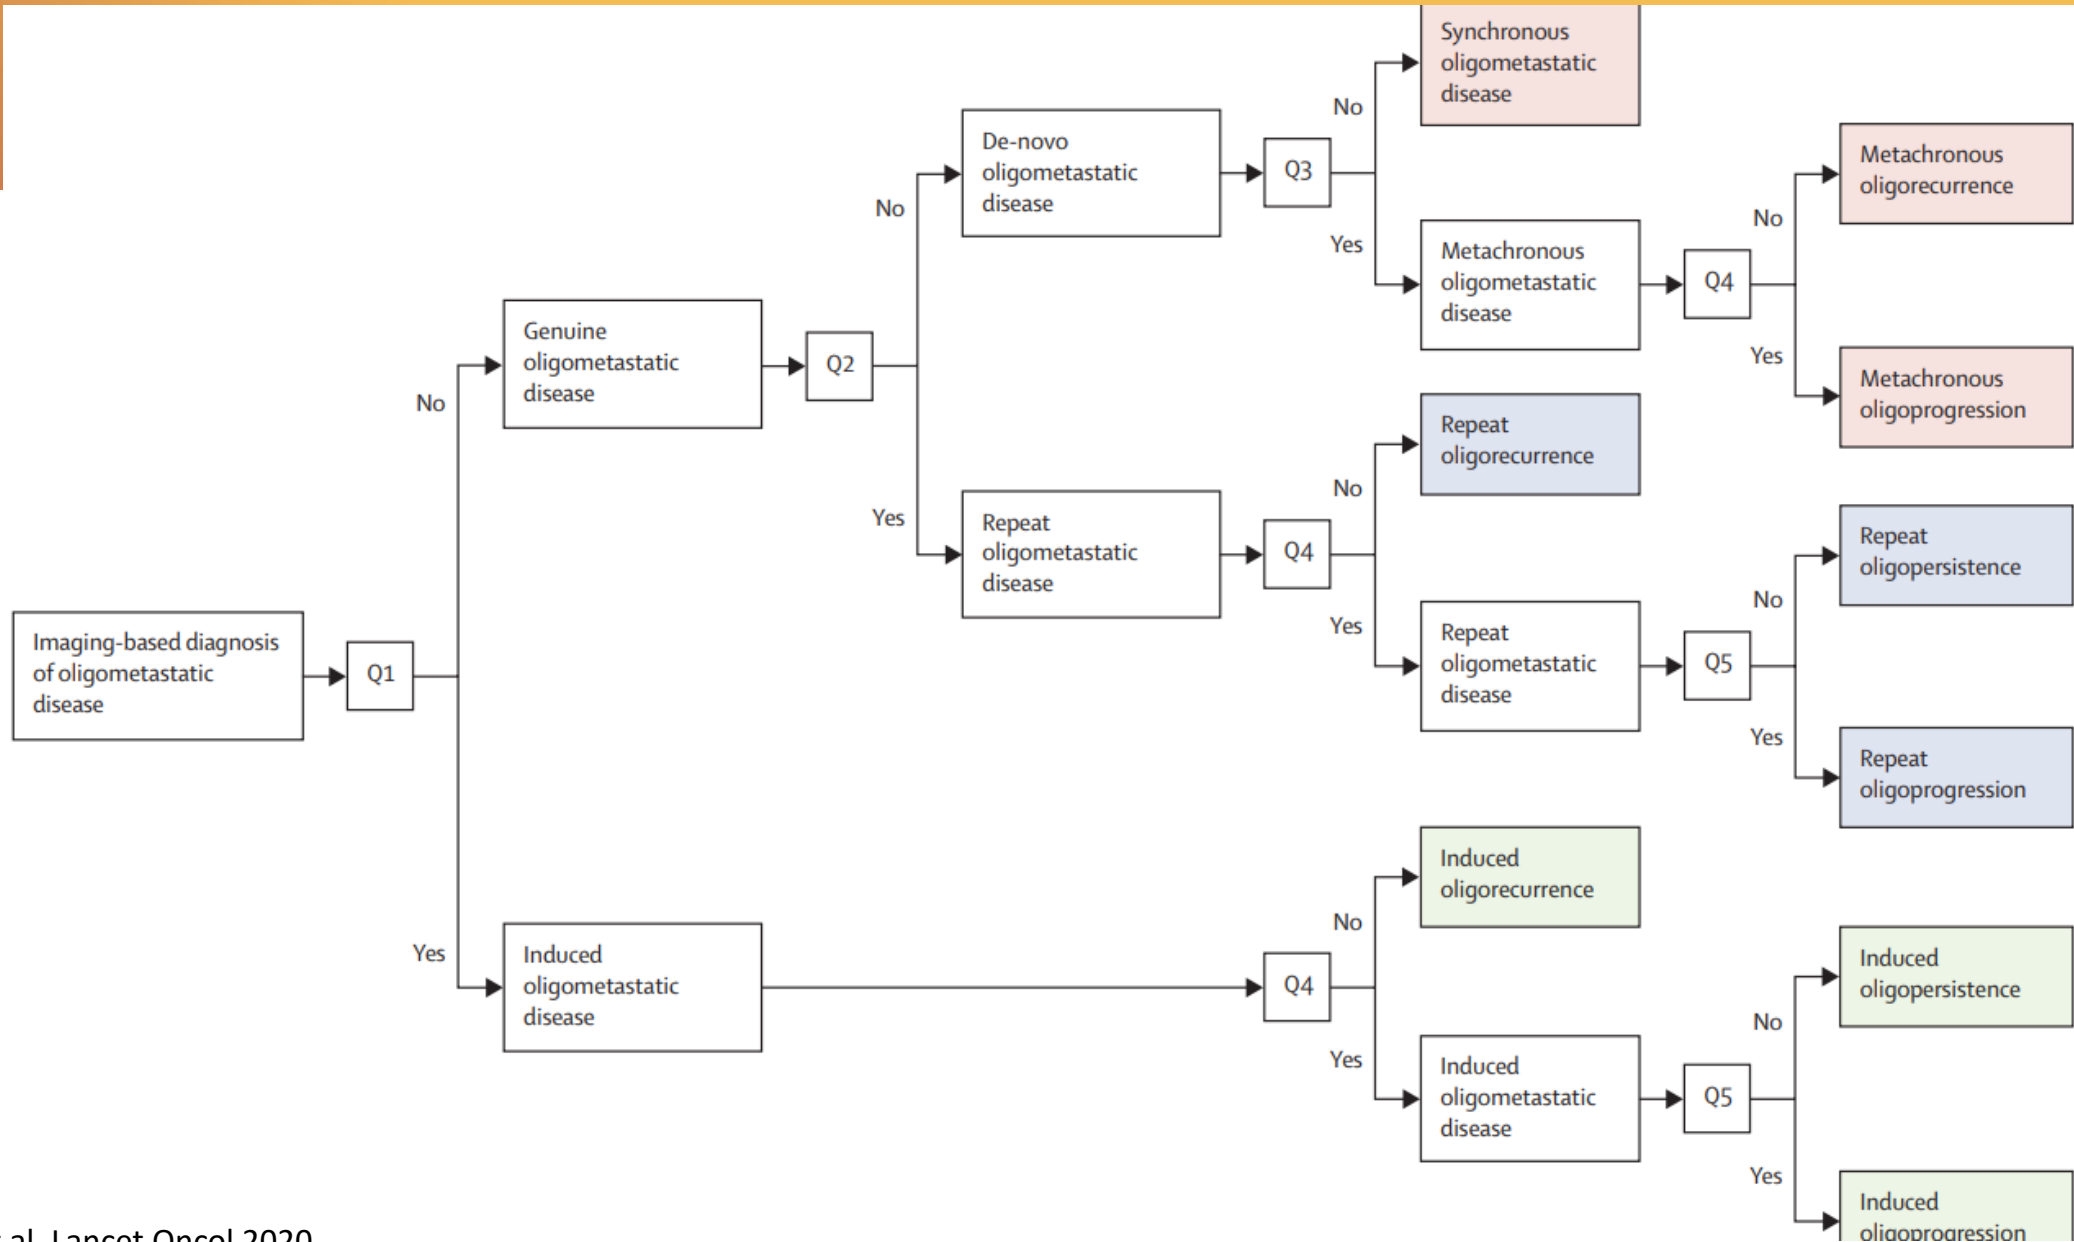 Synchronous
oligometastatic
disease
No
De-novo
oligometastatic
disease
Q3
Metachronous
oligorecurrence
No
No
Yes
Metachronous
oligometastatic
disease
Q4
Genuine
oligometastatic
disease
Q2
Yes
Metachronous
oligoprogression
No
Repeat
oligorecurrence
No
Yes
Repeat
oligometastatic
disease
Q4
Repeat
oligopersistence
No
Yes
Repeat
oligometastatic
disease
Q5
Imaging-based diagnosis
of oligometastatic
disease
Q1
Yes
Repeat
oligoprogression
Induced
oligorecurrence
No
Yes
Induced
oligometastatic
disease
Q4
Induced
oligopersistence
No
Yes
Induced
oligometastatic
disease
Q5
Yes
Induced
oligoprogression
al. Lancet Oncol 2020